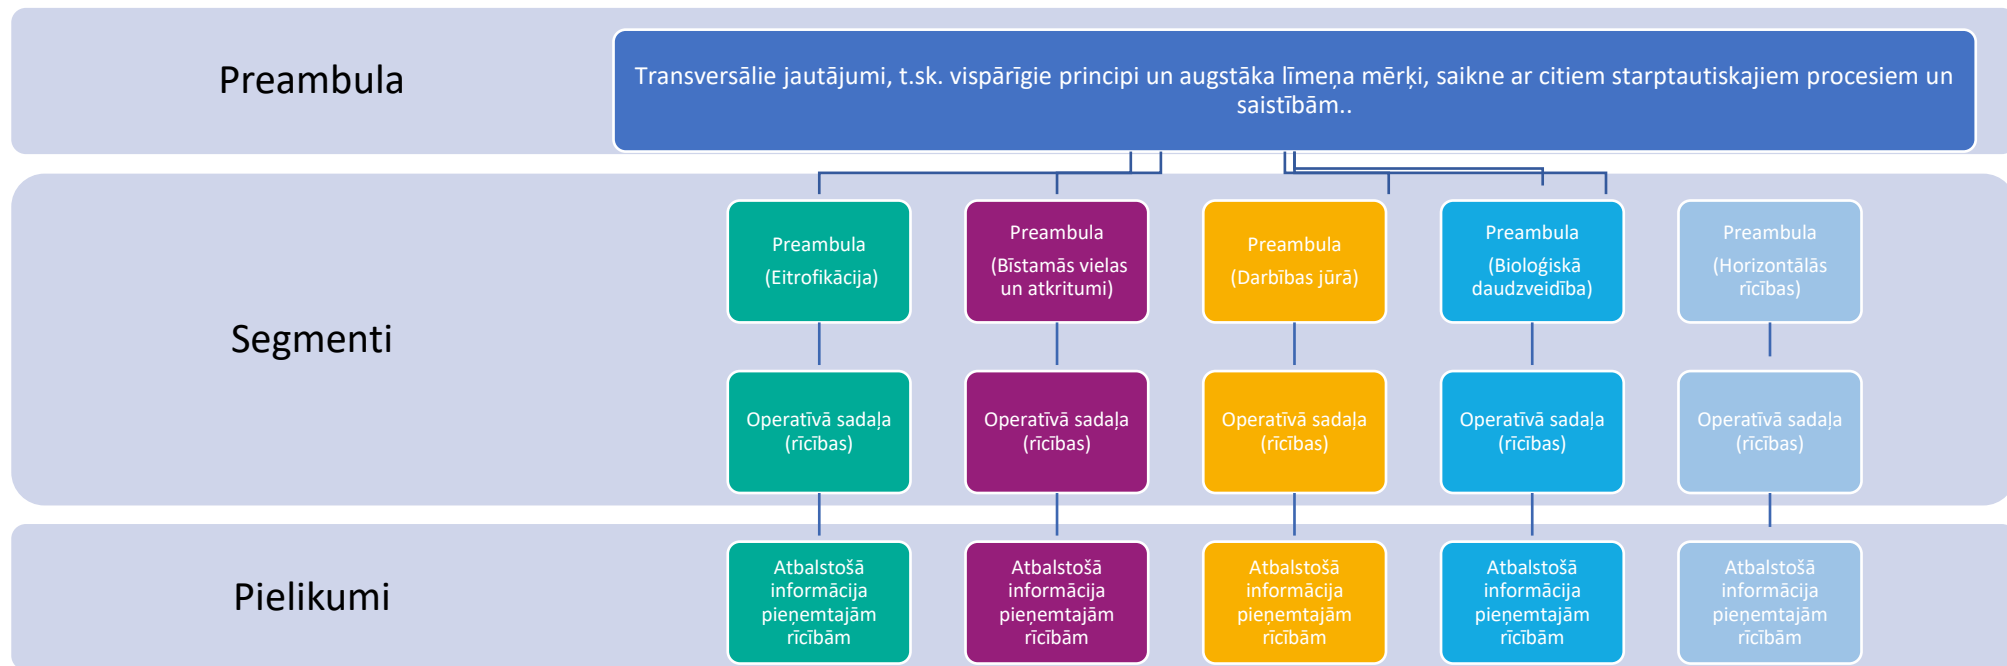 Preambula
Transversālie jautājumi, t.sk. vispārīgie principi un augstāka līmeņa mērķi, saikne ar citiem starptautiskajiem procesiem un
saistībām..
Segmenti
Preambula
(Eitrofikācija)
Preambula
(Bīstamās vielas
un atkritumi)
Preambula
(Darbības jūrā)
Preambula
(Bioloģiskā
daudzveidība)
Preambula
(Horizontālās
rīcības)
Operatīvā sadaļa
(rīcības)
Operatīvā sadaļa
(rīcības)
Operatīvā sadaļa
(rīcības)
Operatīvā sadaļa
(rīcības)
Operatīvā sadaļa
(rīcības)
Pielikumi
Atbalstošā
informācija
pieņemtajām
rīcībām
Atbalstošā
informācija
pieņemtajām
rīcībām
Atbalstošā
informācija
pieņemtajām
rīcībām
Atbalstošā
informācija
pieņemtajām
rīcībām
Atbalstošā
informācija
pieņemtajām
rīcībām